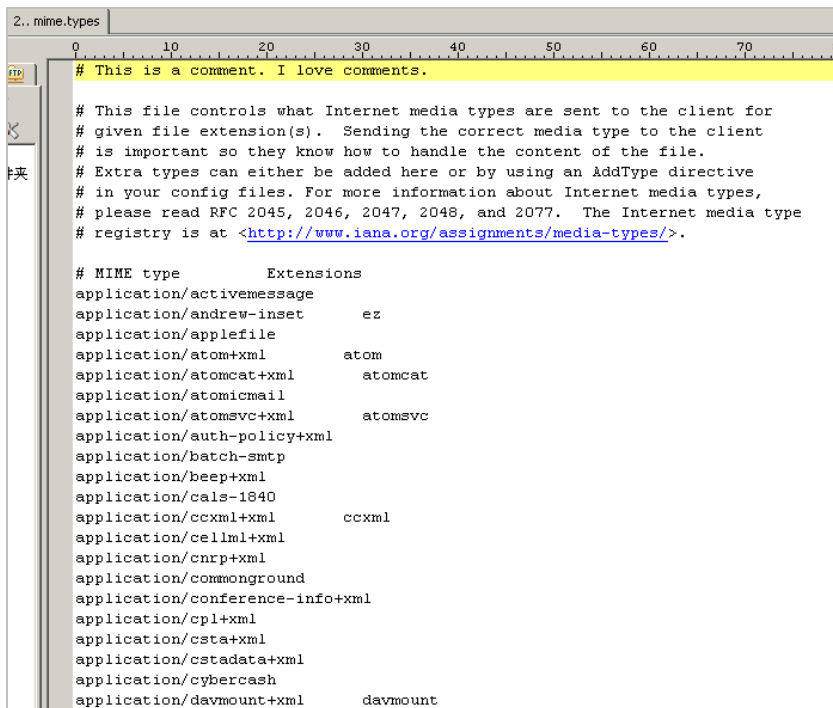 2.. mime.types
0 10 20 30 40 50 60 70
FTP
# This is a comment. I love comments.
# This file controls what Internet media types are sent to the client for
# given file extension(s).  Sending the correct media type to the client
# is important so they know how to handle the content of the file.
件夹
# Extra types can either be added here or by using an AddType directive
# in your config files. For more information about Internet media types,
# please read RFC 2045, 2046, 2047, 2048, and 2077.  The Internet media type
# registry is at <http://www.iana.org/assignments/media-types/>.
# MIME type         Extensions
application/activemessage
application/andrew-inset      ez
application/applefile
application/atom+xml        atom
application/atomcat+xml       atomcat
application/atomicmail
application/atomsvc+xml       atomsvc
application/auth-policy+xml
application/batch-smtp
application/beep+xml
application/cals-1840
application/ccxml+xml       ccxml
application/cellml+xml
application/cnrp+xml
application/commonground
application/conference-info+xml
application/cpl+xml
application/csta+xml
application/cstadata+xml
application/cybercash
application/davmount+xml      davmount